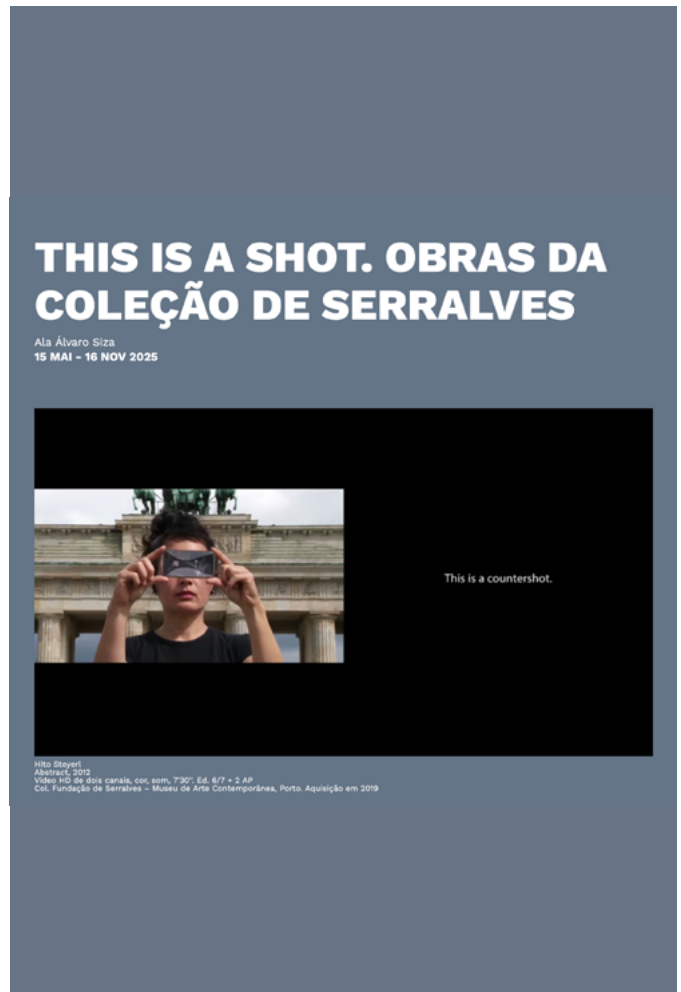 THIS IS A SHOT. OBRAS DA
COLEÇÃO DE SERRALVES
Ala Álvaro Siza
15 MAI – 16 NOV 2025
This is a countershot.
Hito Steyerl
Abstract, 2012
Vídeo HD de dois canais, cor, som, 7'30''. Ed. 6/7 + 2 AP
Col. Fundação de Serralves – Museu de Arte Contemporânea, Porto. Aquisição em 2019